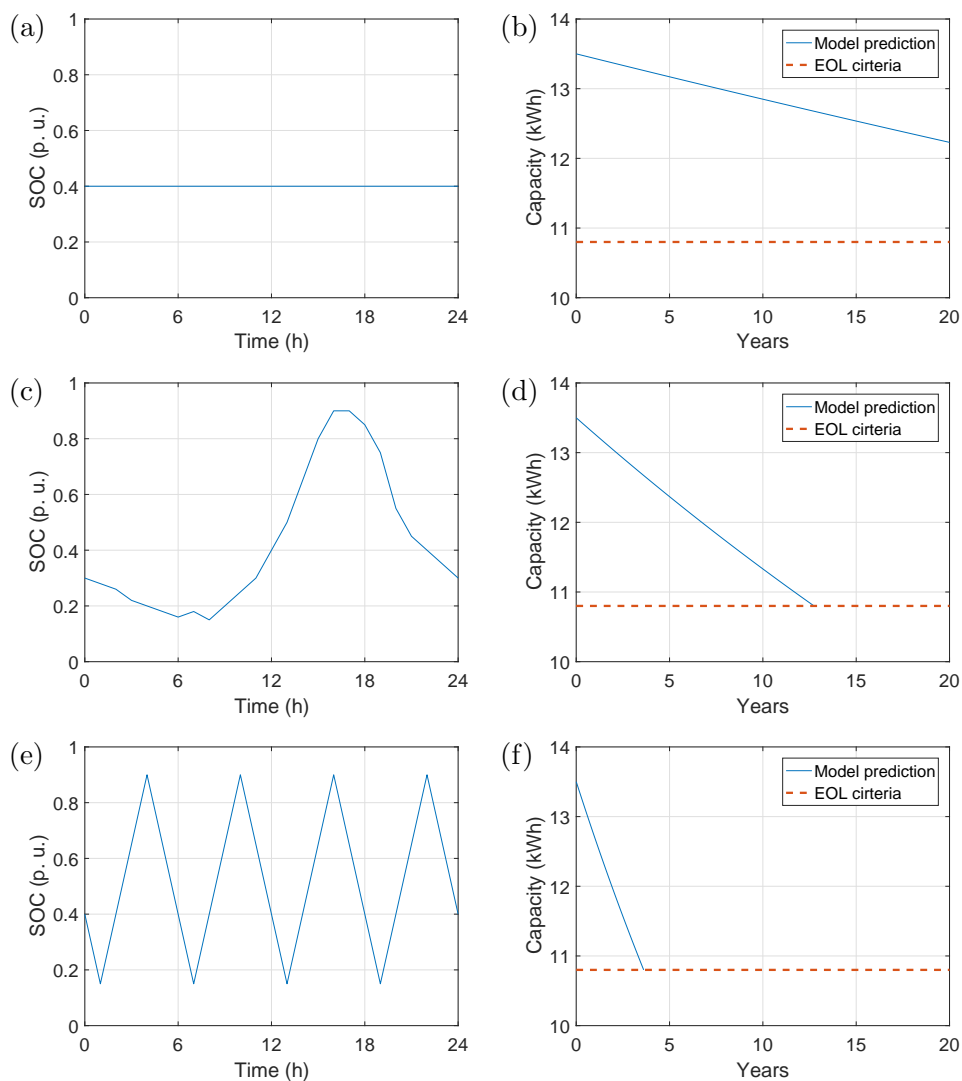 (a)
1
0.8
0.6
0.4
0.2
0
SOC (p. u.)
0 6 12 18 24
Time (h)
(b)
14
13
12
11
10
Capacity (kWh)
Model prediction
EOL cirteria
0 5 10 15 20
Years
(c)
1
0.8
0.6
0.4
0.2
0
SOC (p. u.)
0 6 12 18 24
Time (h)
(d)
14
13
12
11
10
Capacity (kWh)
Model prediction
EOL cirteria
0 5 10 15 20
Years
(e)
1
0.8
0.6
0.4
0.2
0
SOC (p. u.)
0 6 12 18 24
Time (h)
(f)
14
13
12
11
10
Capacity (kWh)
Model prediction
EOL cirteria
0 5 10 15 20
Years